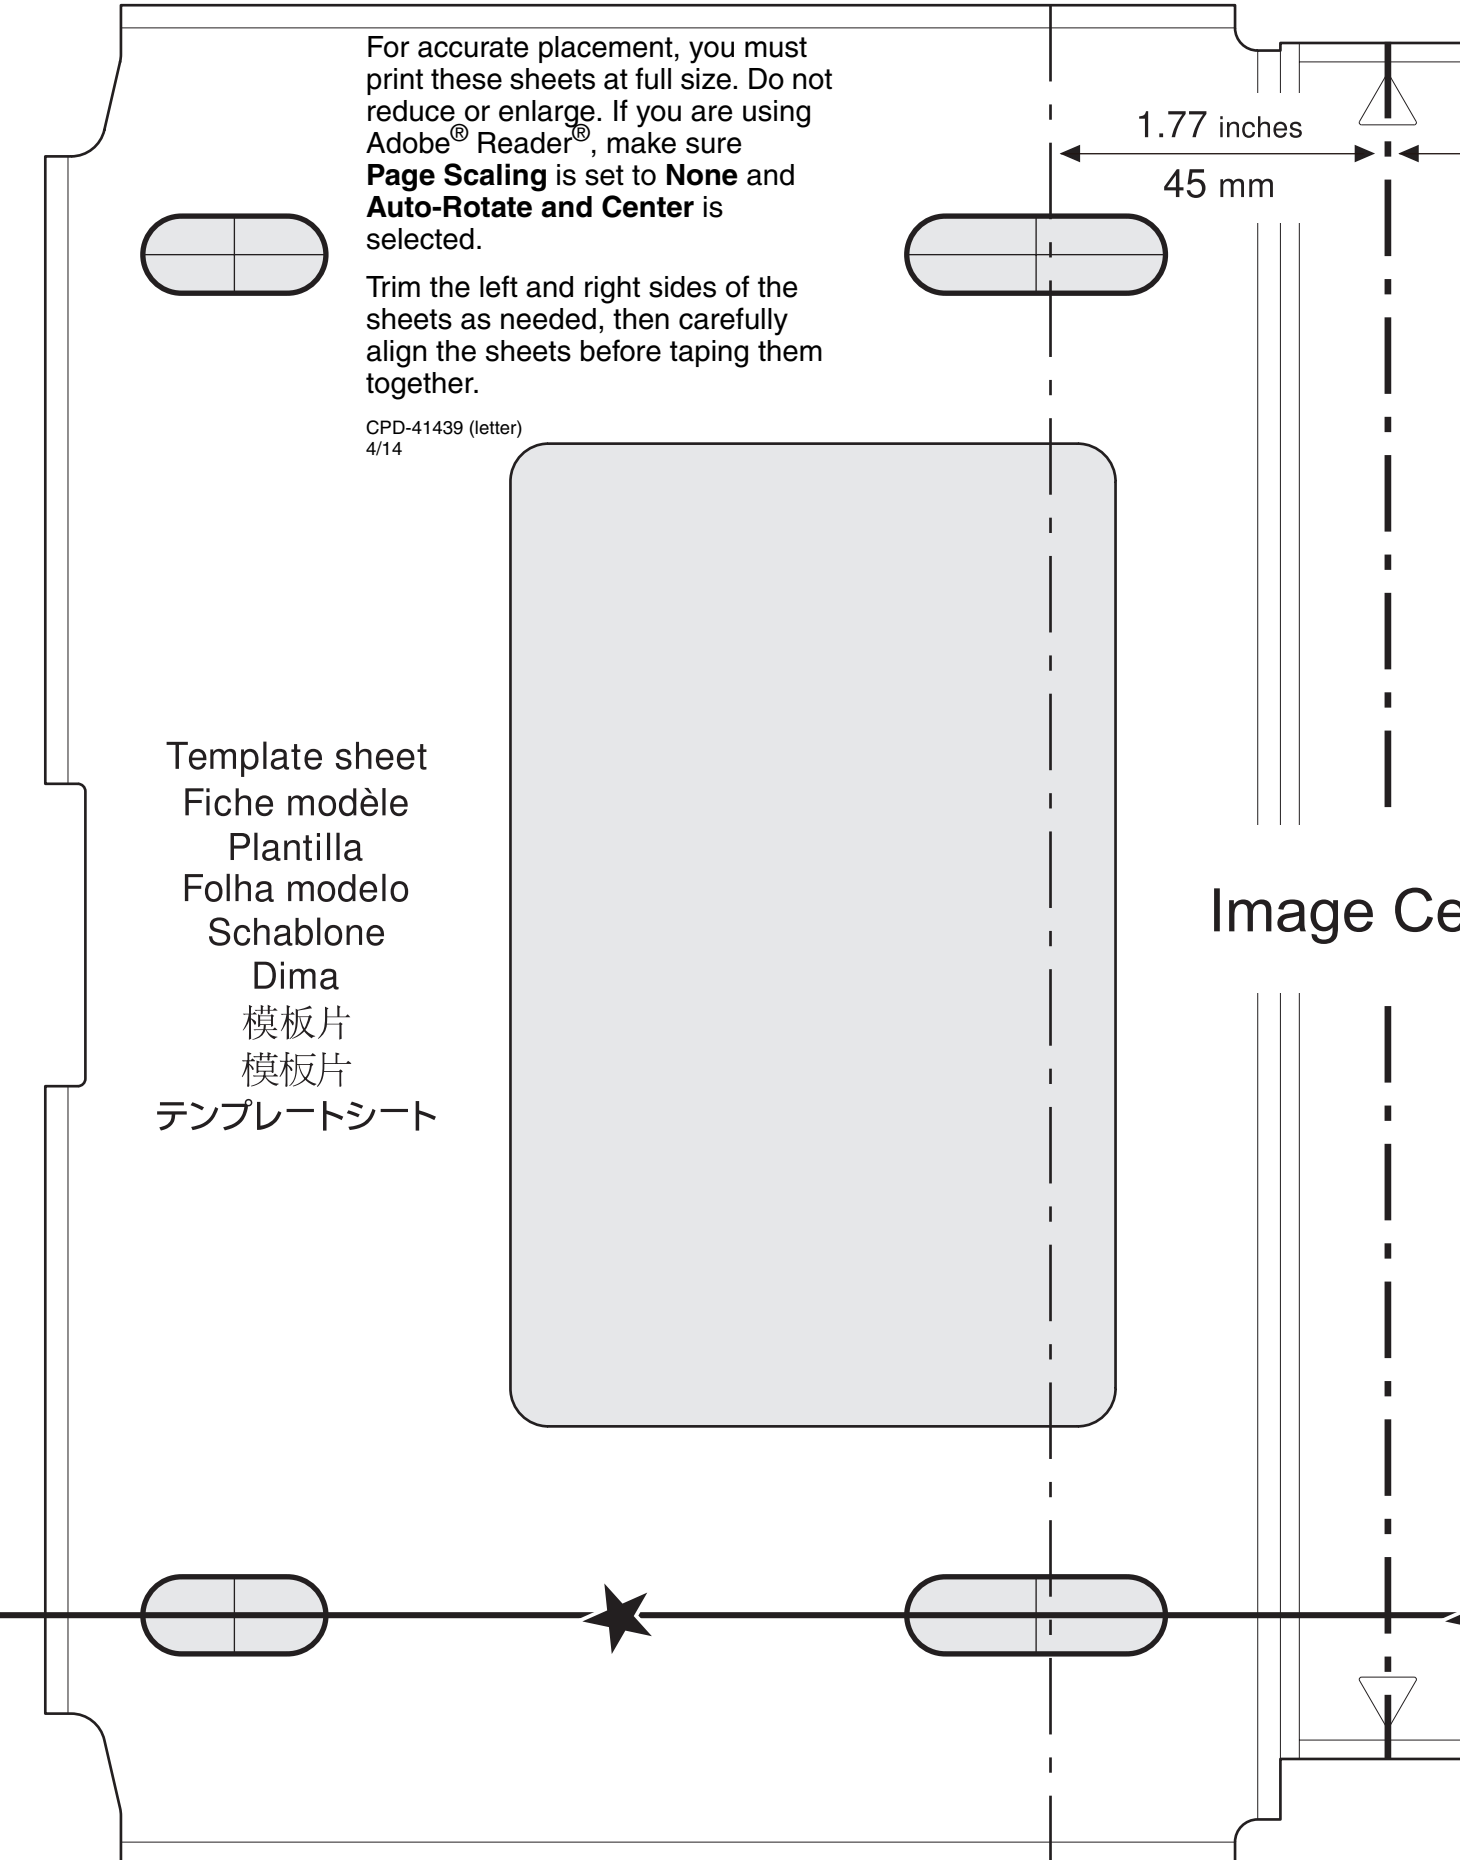 For accurate placement, you must
print these sheets at full size. Do not
reduce or enlarge. If you are using
Adobe® Reader®, make sure
Page Scaling is set to None and
Auto-Rotate and Center is
selected.
Trim the left and right sides of the
sheets as needed, then carefully
align the sheets before taping them
together.
CPD-41439 (letter)
4/14
1.77 inches
45 mm
Template sheet
Fiche modèle
Plantilla
Folha modelo
Schablone
Dima
模板片
模板片
テンプレートシート
Image Ce